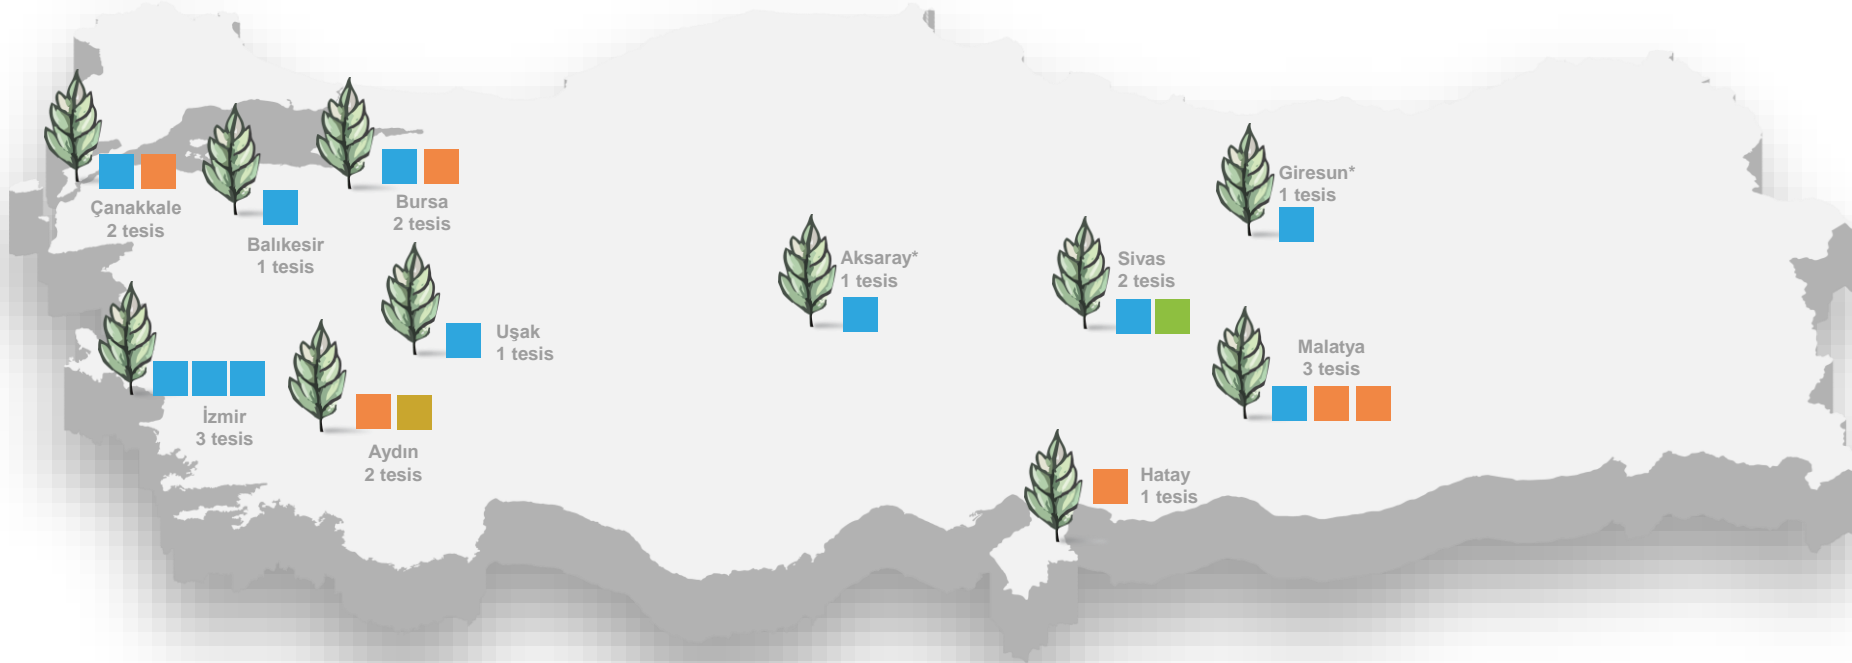 Çanakkale
2 tesis
Balıkesir
1 tesis
Bursa
2 tesis
Uşak
1 tesis
İzmir
3 tesis
Aydın
2 tesis
Aksaray*
1 tesis
Giresun*
1 tesis
Sivas
2 tesis
Malatya
3 tesis
Hatay
1 tesis